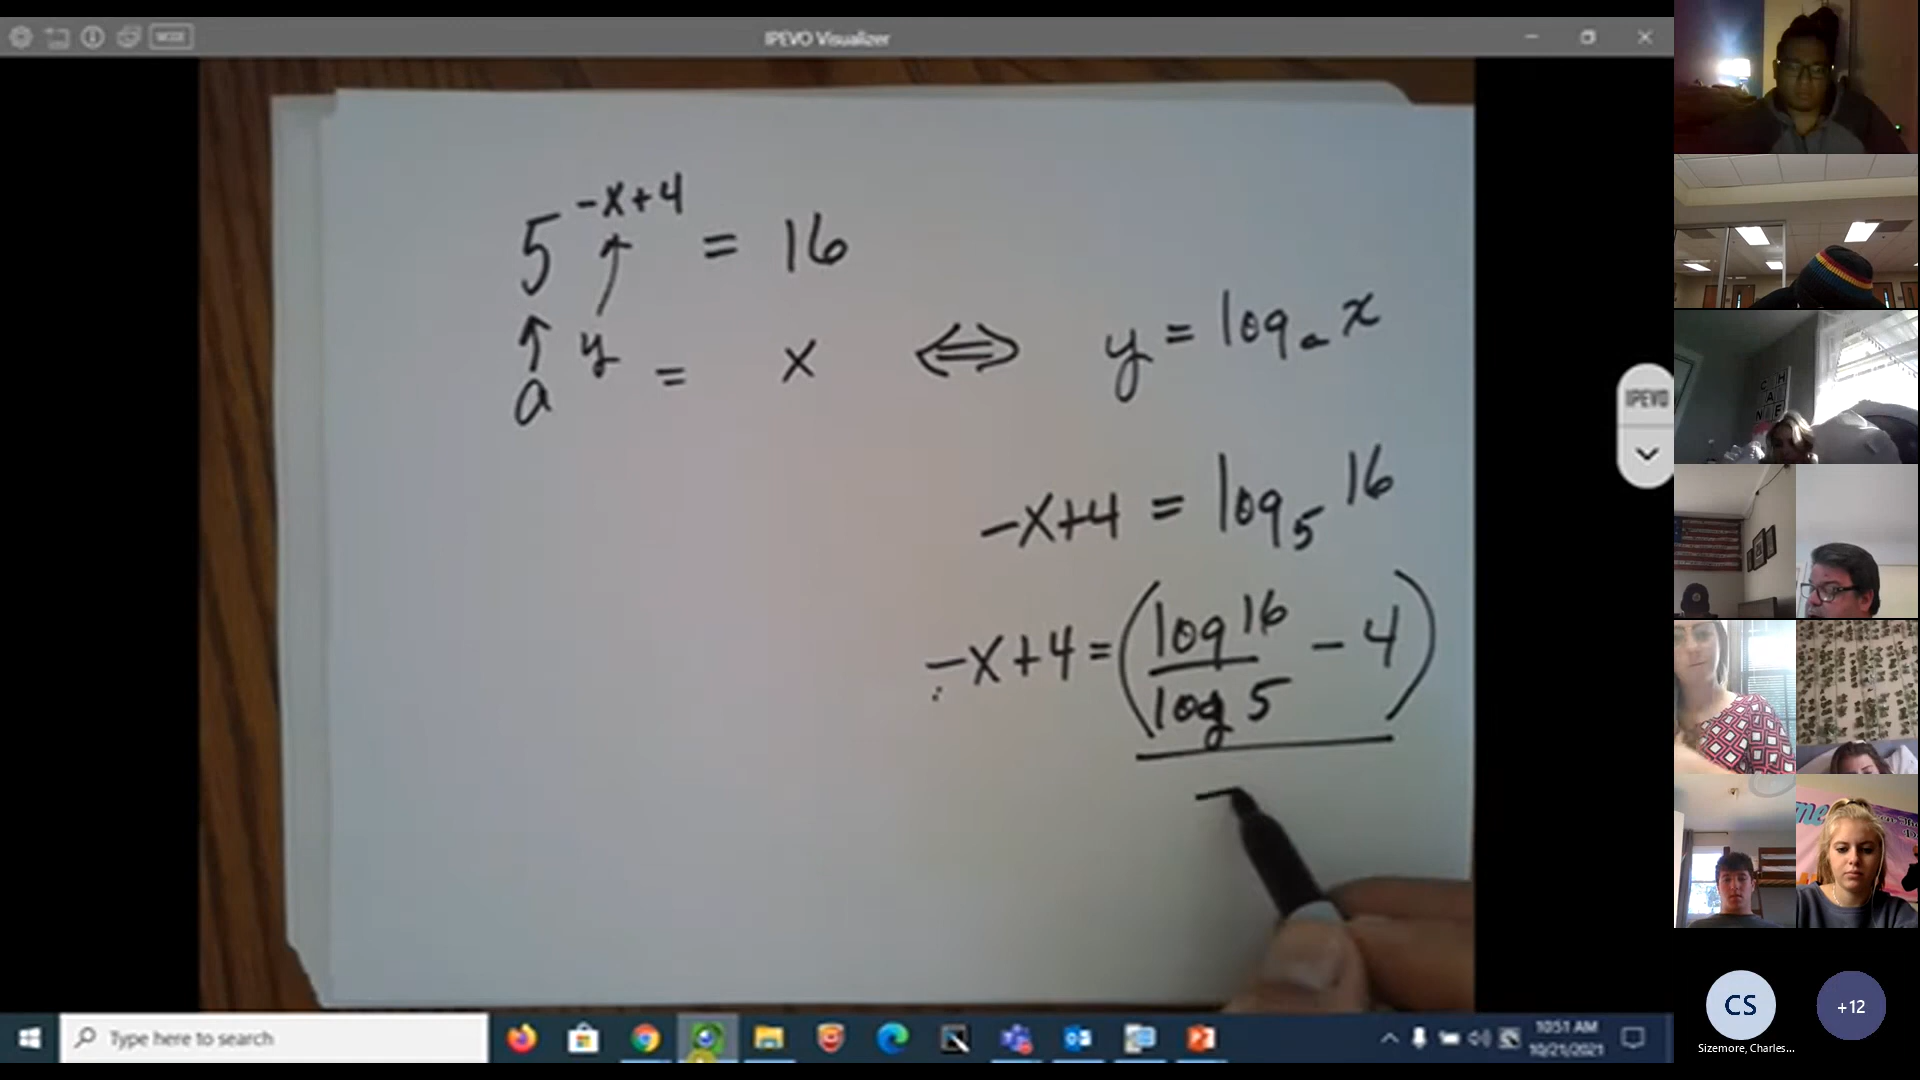 IPEVO Visualizer
5^{-x+4} = 16
a^y = x ⇔ y = log_a x
-x+4 = log_5 16
-x+4 = (log 16 / log 5 - 4)
-
IPEVO
CS
+12
Sizemore, Charles...
Type here to search
10:51 AM
10/21/2021